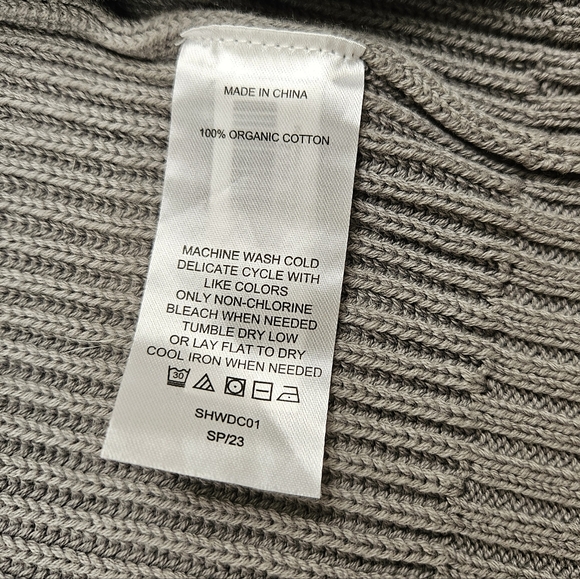 MADE IN CHINA
100% ORGANIC COTTON
MACHINE WASH COLD
DELICATE CYCLE WITH
LIKE COLORS
ONLY NON-CHLORINE
BLEACH WHEN NEEDED
TUMBLE DRY LOW
OR LAY FLAT TO DRY
COOL IRON WHEN NEEDED
30
SHWDC01
SP/23